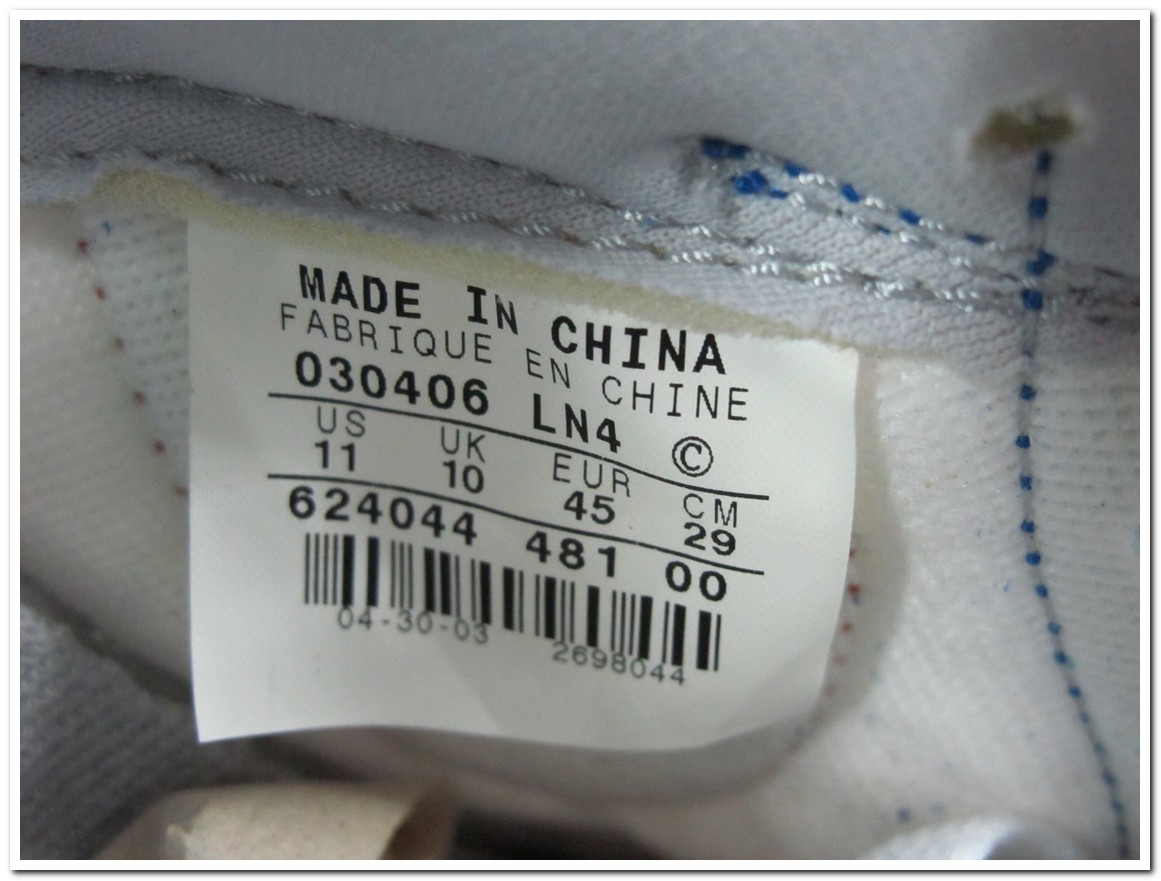 MADE IN CHINA
FABRIQUE EN CHINE
030406 LN4 ©
US UK EUR CM
11 10 45 29
624044 481 00
04-30-03 2698044